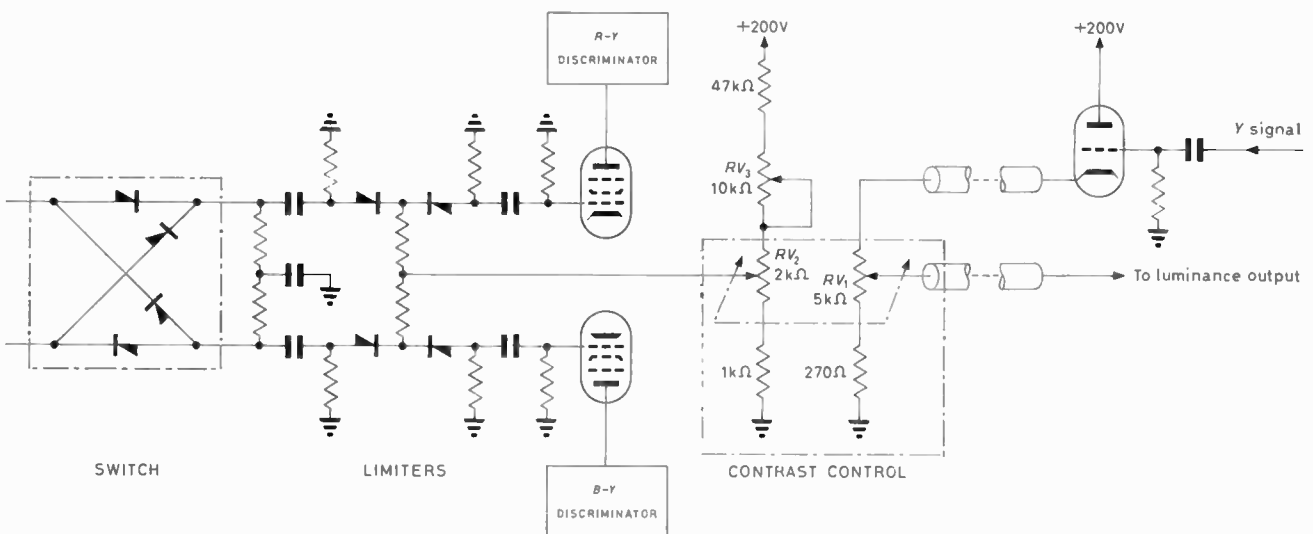 R-Y
DISCRIMINATOR
+200V
47kΩ
RV3
10kΩ
RV2
2kΩ
RV1
5kΩ
1kΩ
270Ω
+200V
Y signal
To luminance output
SWITCH
LIMITERS
CONTRAST CONTROL
B-Y
DISCRIMINATOR